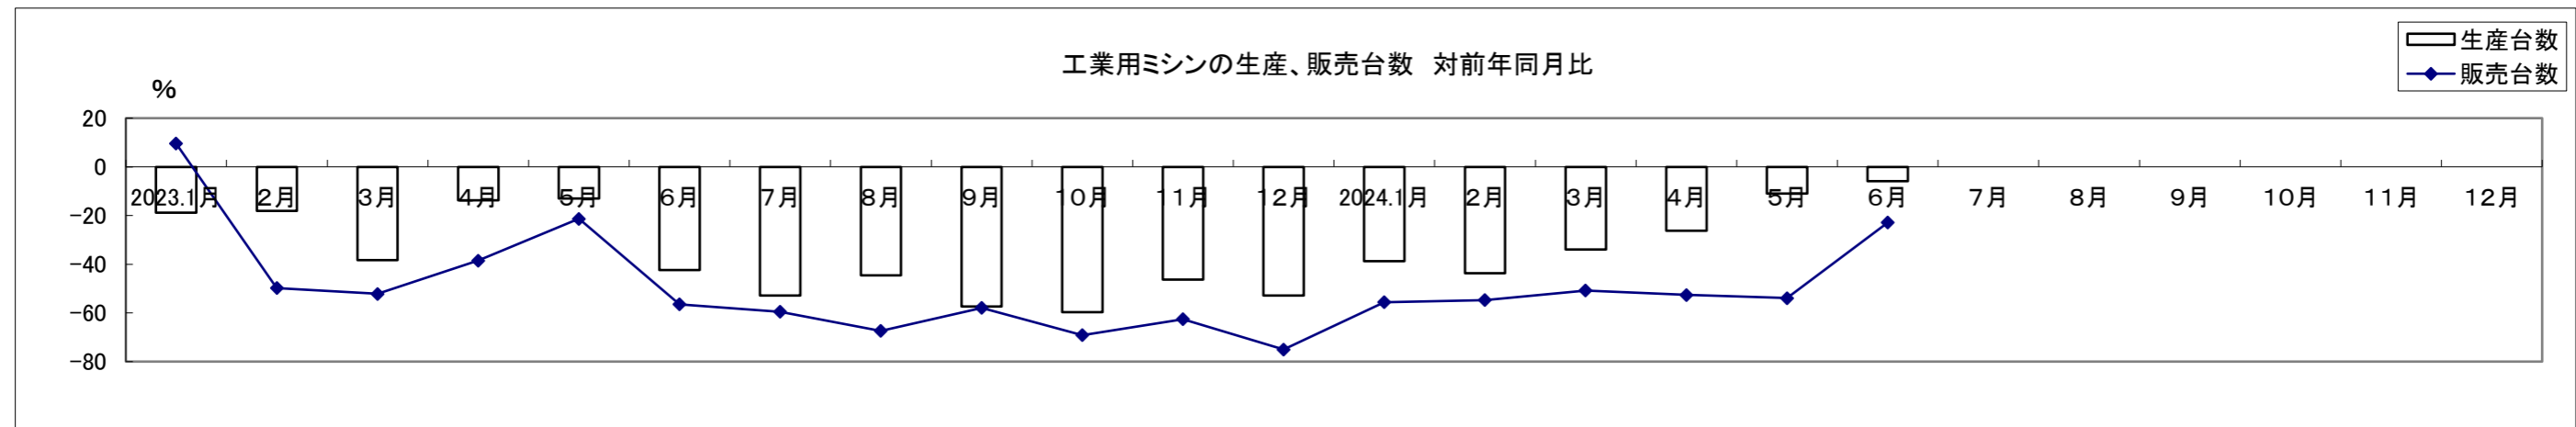 工業用ミシンの生産、販売台数　対前年同月比
生産台数
販売台数
%
20
0
-20
-40
-60
-80
2023.1月 2月 3月 4月 5月 6月 7月 8月 9月 10月 11月 12月 2024.1月 2月 3月 4月 5月 6月 7月 8月 9月 10月 11月 12月